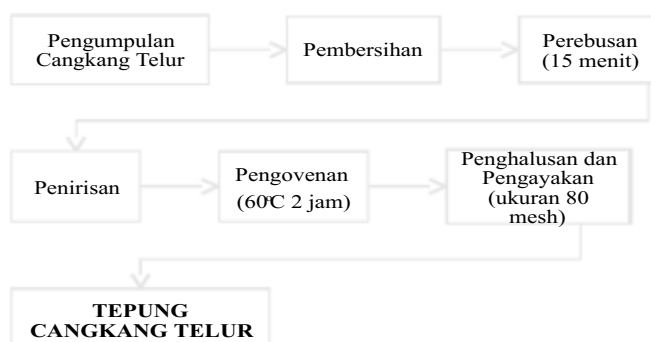 Pengumpulan
Cangkang Telur
Pembersihan
Perebusan
(15 menit)
Penirisan
Pengovenan
(60°C 2 jam)
Penghalusan dan
Pengayakan
(ukuran 80
mesh)
TEPUNG
CANGKANG TELUR